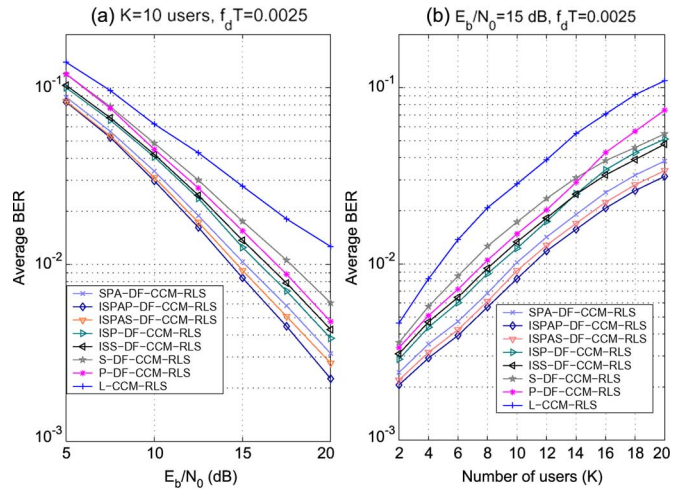 (a) K=10 users, f_dT=0.0025
10^-1
10^-2
10^-3
Average BER
SPA-DF-CCM-RLS
ISPAP-DF-CCM-RLS
ISPAS-DF-CCM-RLS
ISP-DF-CCM-RLS
ISS-DF-CCM-RLS
S-DF-CCM-RLS
P-DF-CCM-RLS
L-CCM-RLS
5 10 15 20
E_b/N_0 (dB)
(b) E_b/N_0=15 dB, f_dT=0.0025
10^-1
10^-2
10^-3
Average BER
SPA-DF-CCM-RLS
ISPAP-DF-CCM-RLS
ISPAS-DF-CCM-RLS
ISP-DF-CCM-RLS
ISS-DF-CCM-RLS
S-DF-CCM-RLS
P-DF-CCM-RLS
L-CCM-RLS
2 4 6 8 10 12 14 16 18 20
Number of users (K)